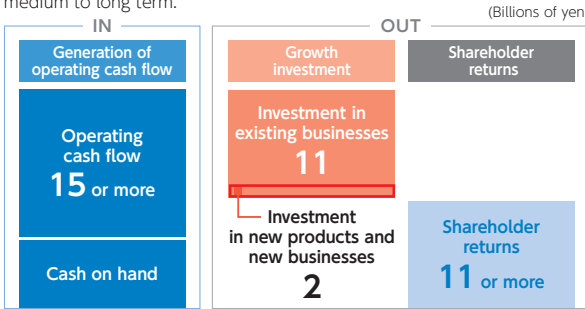 medium to long term.
(Billions of yen
IN
Generation of
operating cash flow
Operating
cash flow
15 or more
Cash on hand
OUT
Growth
investment
Investment in
existing businesses
11
Investment
in new products and
new businesses
2
Shareholder
returns
Shareholder
returns
11 or more